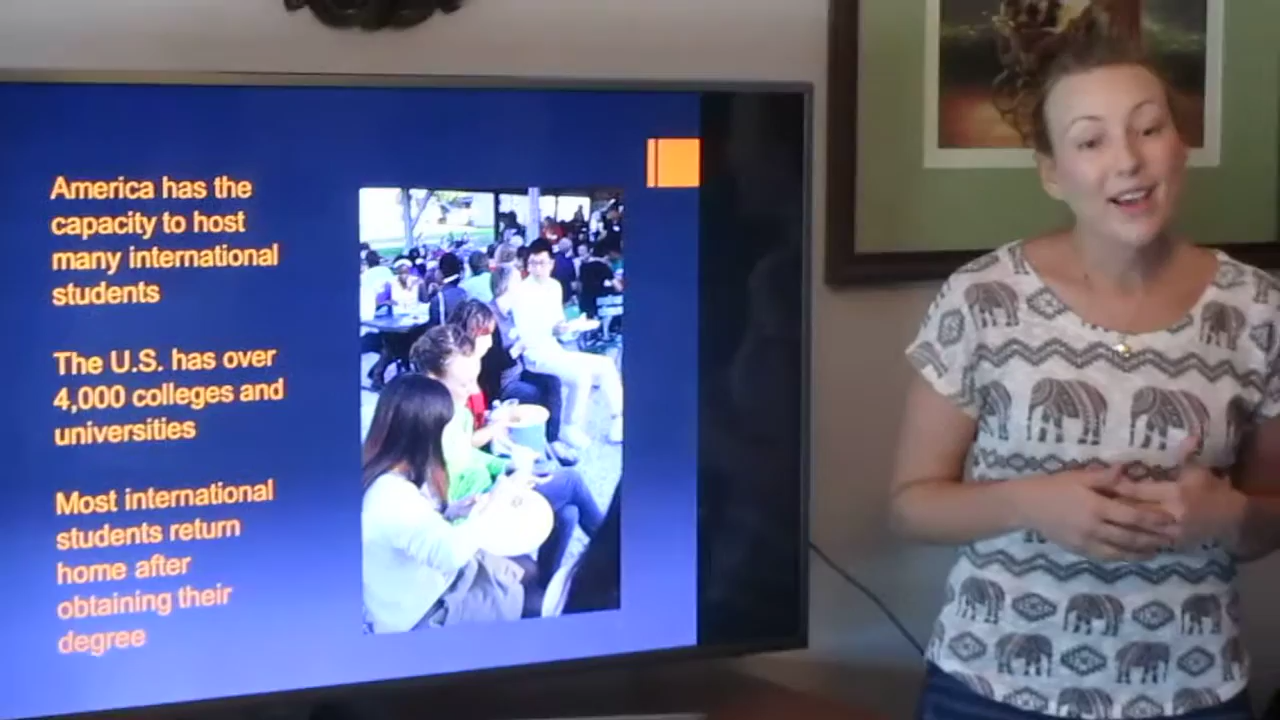 America has the
capacity to host
many international
students
The U.S. has over
4,000 colleges and
universities
Most international
students return
home after
obtaining their
degree